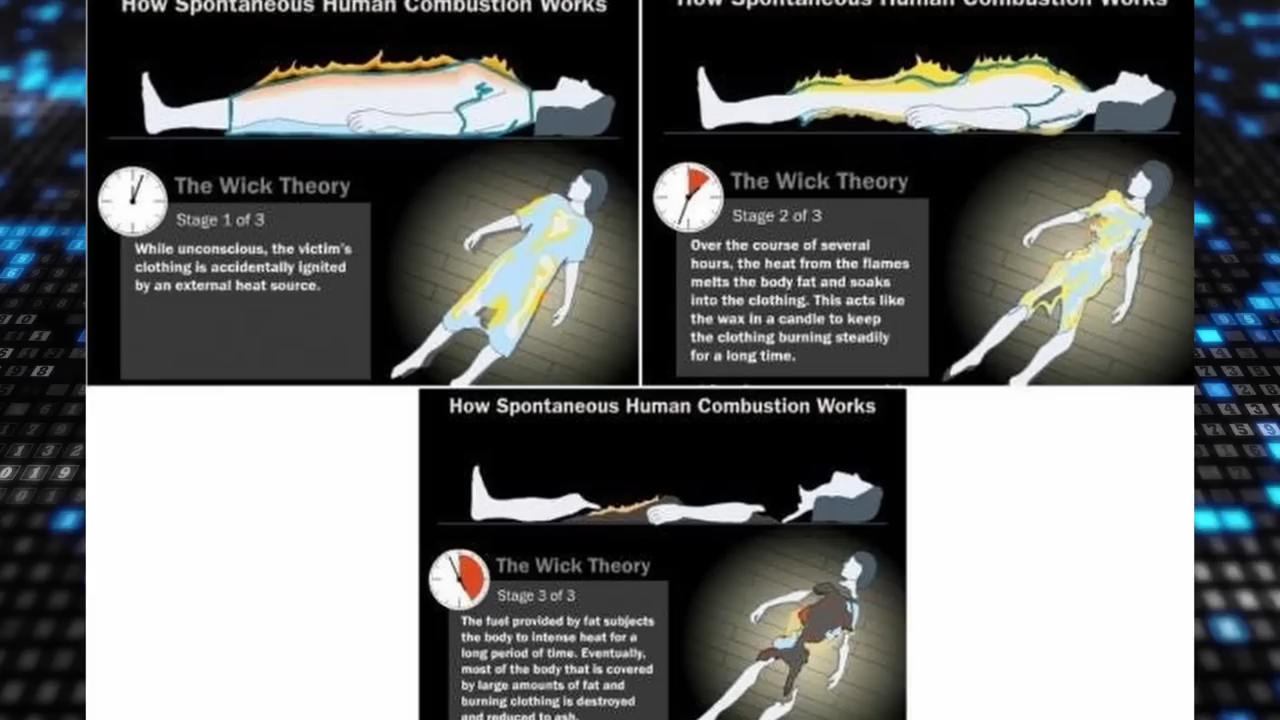 How Spontaneous Human Combustion Works
The Wick Theory
Stage 1 of 3
While unconscious, the victim's
clothing is accidentally ignited
by an external heat source.
How Spontaneous Human Combustion Works
The Wick Theory
Stage 2 of 3
Over the course of several
hours, the heat from the flames
melts the body fat and soaks
into the clothing. This acts like
the wax in a candle to keep
the clothing burning steadily
for a long time.
How Spontaneous Human Combustion Works
The Wick Theory
Stage 3 of 3
The fuel provided by fat subjects
the body to intense heat for a
long period of time. Eventually,
most of the body that is covered
by large amounts of fat and
burning clothing is destroyed
and reduced to ash.